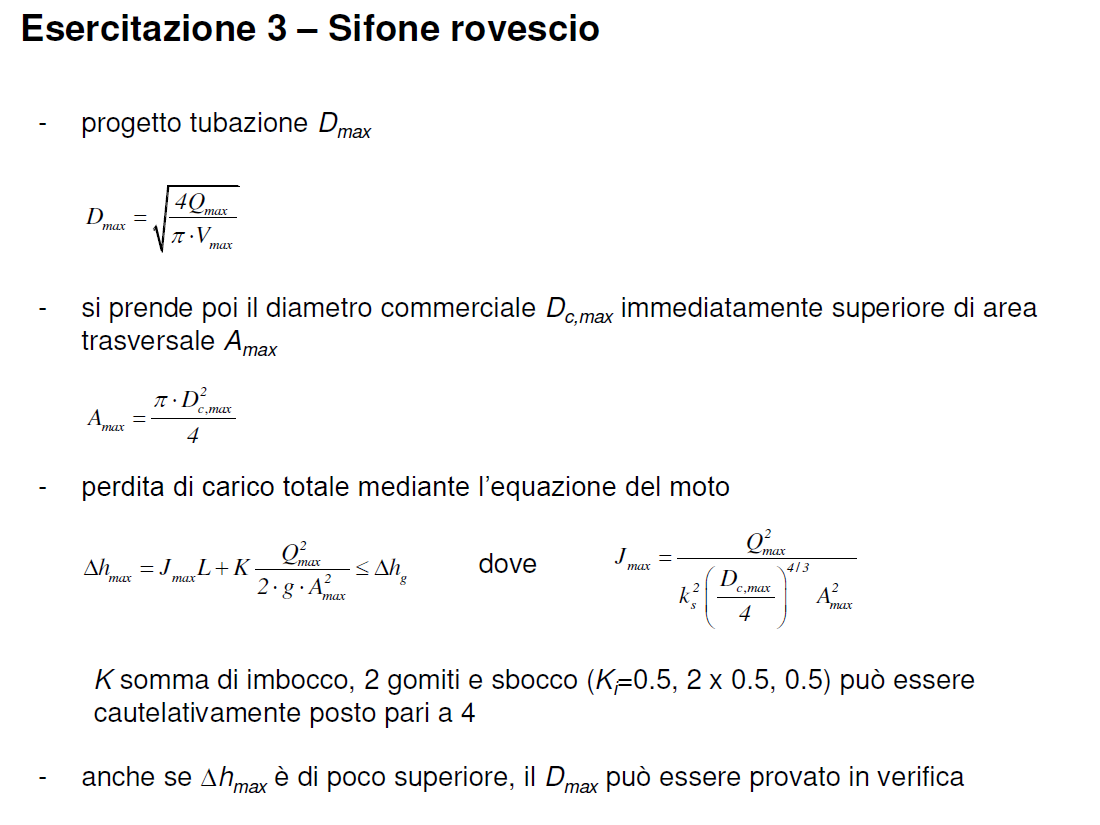 Esercitazione 3 – Sifone rovescio
- progetto tubazione D_max
D_max = √(4Q_max / (π · V_max))
- si prende poi il diametro commerciale D_c,max immediatamente superiore di area
trasversale A_max
A_max = (π · D²_c,max) / 4
- perdita di carico totale mediante l'equazione del moto
Δh_max = J_max L + K Q²_max / (2 · g · A²_max) ≤ Δh_g dove J_max = Q²_max / (k_s² (D_c,max / 4)^(4/3) A²_max)
K somma di imbocco, 2 gomiti e sbocco (K_i=0.5, 2 x 0.5, 0.5) può essere
cautelativamente posto pari a 4
- anche se Δh_max è di poco superiore, il D_max può essere provato in verifica